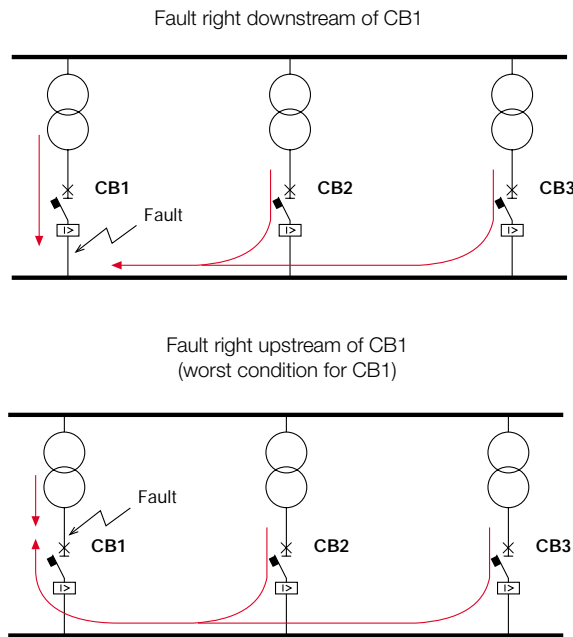 Fault right downstream of CB1
CB1
CB2
CB3
Fault
I>
I>
I>
Fault right upstream of CB1
(worst condition for CB1)
Fault
CB1
CB2
CB3
I>
I>
I>